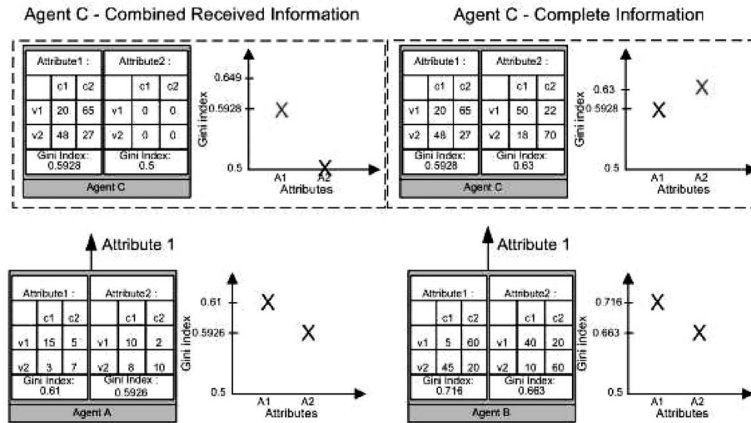 Agent C - Combined Received Information
Attribute1 :
c1 c2
v1 20 65
v2 48 27
Gini Index:
0.5928
Attribute2 :
c1 c2
v1 0 0
v2 0 0
Gini Index:
0.5
Agent C
Gini index
0.649
0.5928
0.5
A1 A2
Attributes
Agent C - Complete Information
Attribute1 :
c1 c2
v1 20 65
v2 48 27
Gini Index:
0.5928
Attribute2 :
c1 c2
v1 50 22
v2 18 70
Gini Index:
0.63
Agent C
Gini index
0.63
0.5928
0.5
A1 A2
Attributes
Attribute 1
Attribute1 :
c1 c2
v1 15 5
v2 3 7
Gini Index:
0.61
Attribute2 :
c1 c2
v1 10 2
v2 8 10
Gini Index:
0.5926
Agent A
Gini index
0.61
0.5926
0.5
A1 A2
Attributes
Attribute 1
Attribute1 :
c1 c2
v1 5 60
v2 45 20
Gini Index:
0.716
Attribute2 :
c1 c2
v1 40 20
v2 10 60
Gini Index:
0.663
Agent B
Gini index
0.716
0.663
0.5
A1 A2
Attributes